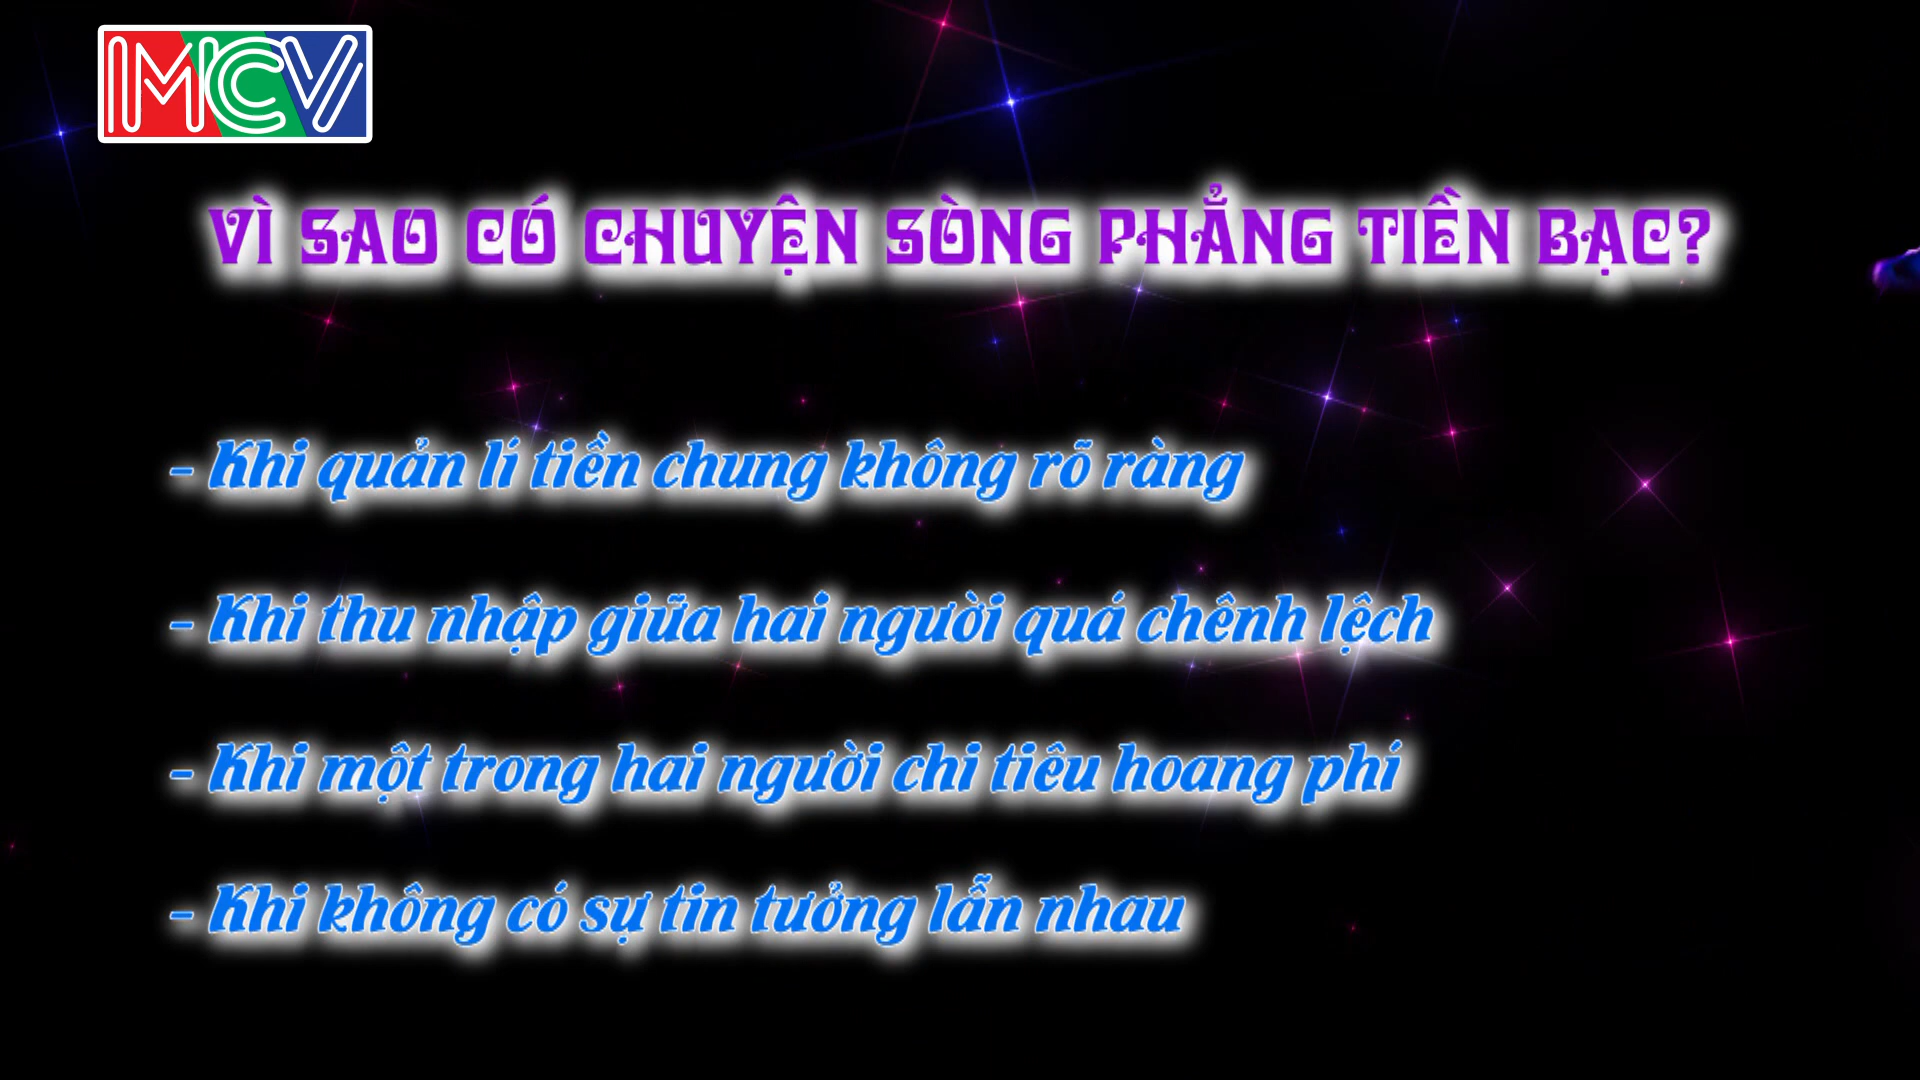 MCV
VÌ SAO CÓ CHUYỆN SÒNG PHẲNG TIỀN BẠC?
- Khi quản lí tiền chung không rõ ràng
- Khi thu nhập giữa hai người quá chênh lệch
- Khi một trong hai người chi tiêu hoang phí
- Khi không có sự tin tưởng lẫn nhau